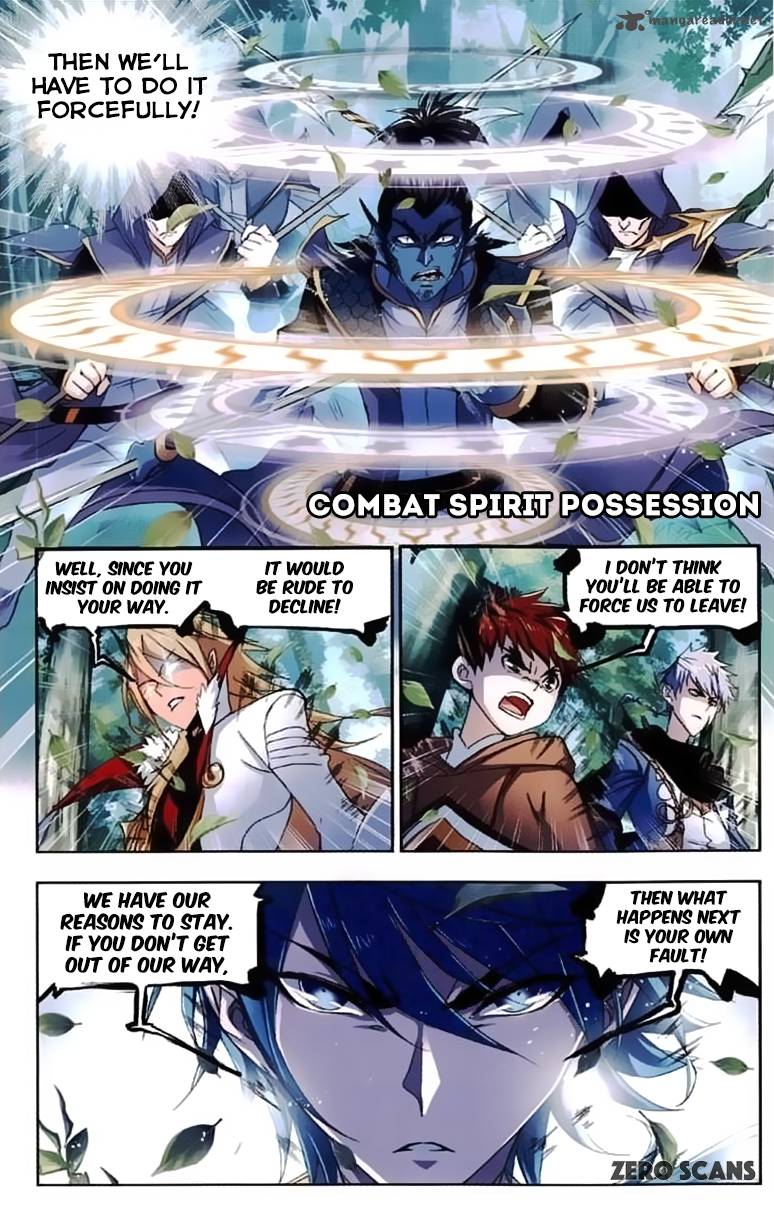 mangareader.net
THEN WE'LL
HAVE TO DO IT
FORCEFULLY!
COMBAT SPIRIT POSSESSION
WELL, SINCE YOU
INSIST ON DOING IT
YOUR WAY.
IT WOULD
BE RUDE TO
DECLINE!
I DON'T THINK
YOU'LL BE ABLE TO
FORCE US TO LEAVE!
WE HAVE OUR
REASONS TO STAY.
IF YOU DON'T GET
OUT OF OUR WAY,
THEN WHAT
HAPPENS NEXT
IS YOUR OWN
FAULT!
ZERO SCANS